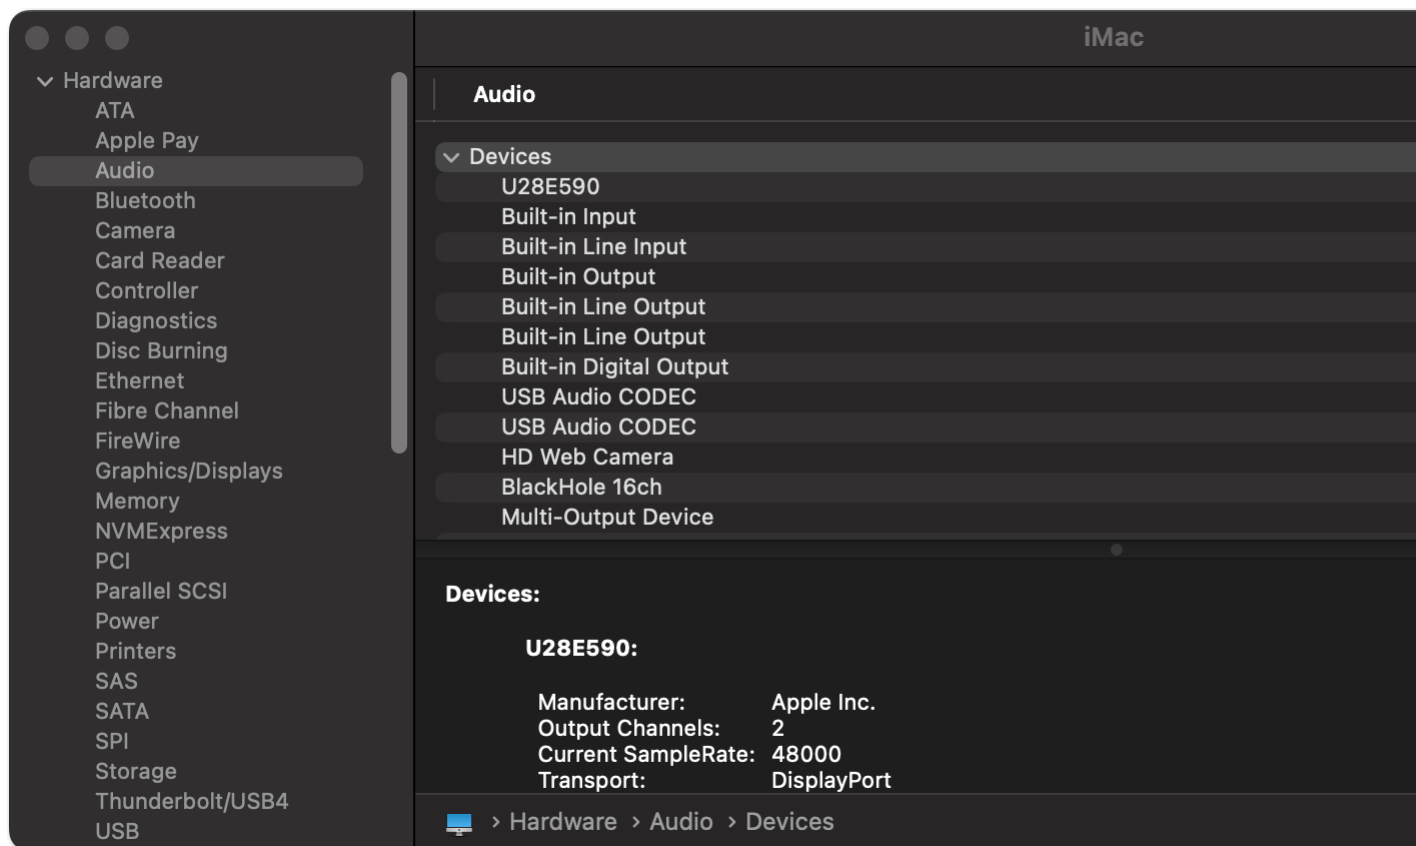 iMac
Hardware
ATA
Apple Pay
Audio
Bluetooth
Camera
Card Reader
Controller
Diagnostics
Disc Burning
Ethernet
Fibre Channel
FireWire
Graphics/Displays
Memory
NVMExpress
PCI
Parallel SCSI
Power
Printers
SAS
SATA
SPI
Storage
Thunderbolt/USB4
USB
Audio
Devices
U28E590
Built-in Input
Built-in Line Input
Built-in Output
Built-in Line Output
Built-in Line Output
Built-in Digital Output
USB Audio CODEC
USB Audio CODEC
HD Web Camera
BlackHole 16ch
Multi-Output Device
Devices:
U28E590:
Manufacturer: Apple Inc.
Output Channels: 2
Current SampleRate: 48000
Transport: DisplayPort
› Hardware › Audio › Devices